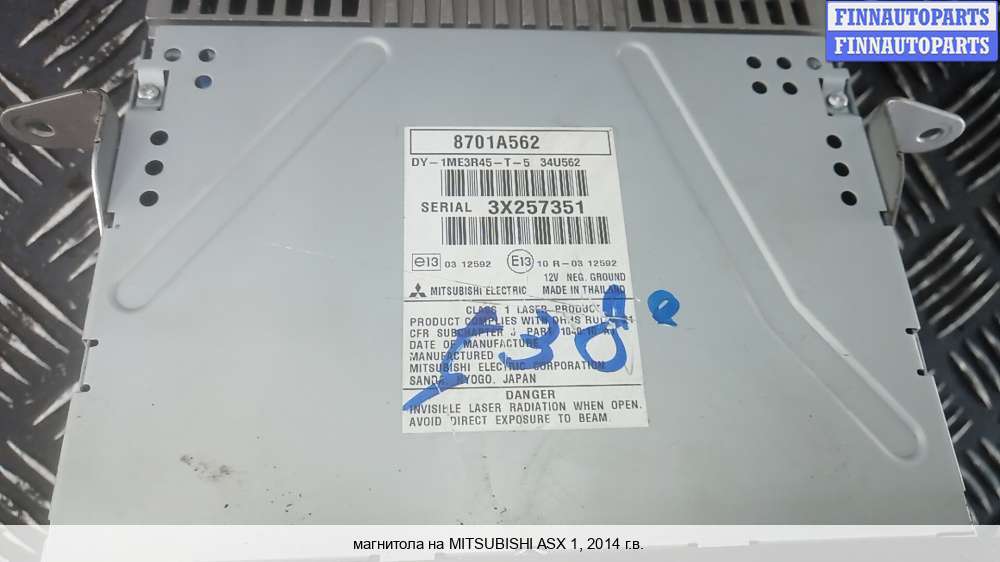 FINNAUTOPARTS
FINNAUTOPARTS
8701A562
DY-1ME3R45-T-5 34U562
SERIAL 3X257351
e13 03 12592 E13 10 R-03 12592
12V NEG. GROUND
MITSUBISHI ELECTRIC MADE IN THAILAND
CLASS 1 LASER PRODUCT
PRODUCT COMPLIES WITH DHHS
CFR SUBCHAPTER J PART
DATE OF MANUFACTURE
MANUFACTURED
MITSUBISHI ELECTRIC CORPORATION
SANDA, HYOGO, JAPAN
DANGER
INVISIBLE LASER RADIATION WHEN OPEN.
AVOID DIRECT EXPOSURE TO BEAM.
магнитола на MITSUBISHI ASX 1, 2014 г.в.